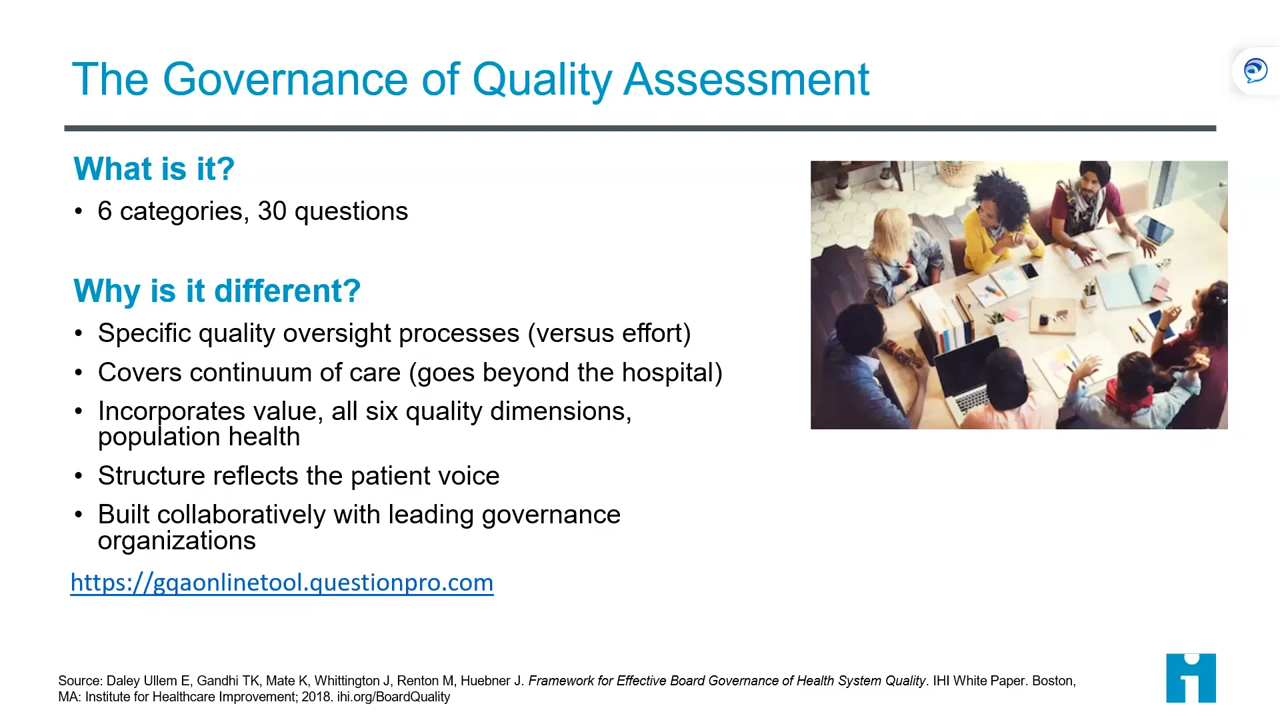 The Governance of Quality Assessment
What is it?
• 6 categories, 30 questions
Why is it different?
• Specific quality oversight processes (versus effort)
• Covers continuum of care (goes beyond the hospital)
• Incorporates value, all six quality dimensions,
population health
• Structure reflects the patient voice
• Built collaboratively with leading governance
organizations
https://gqaonlinetool.questionpro.com
Source: Daley Ullem E, Gandhi TK, Mate K, Whittington J, Renton M, Huebner J. Framework for Effective Board Governance of Health System Quality. IHI White Paper. Boston,
MA: Institute for Healthcare Improvement; 2018. ihi.org/BoardQuality